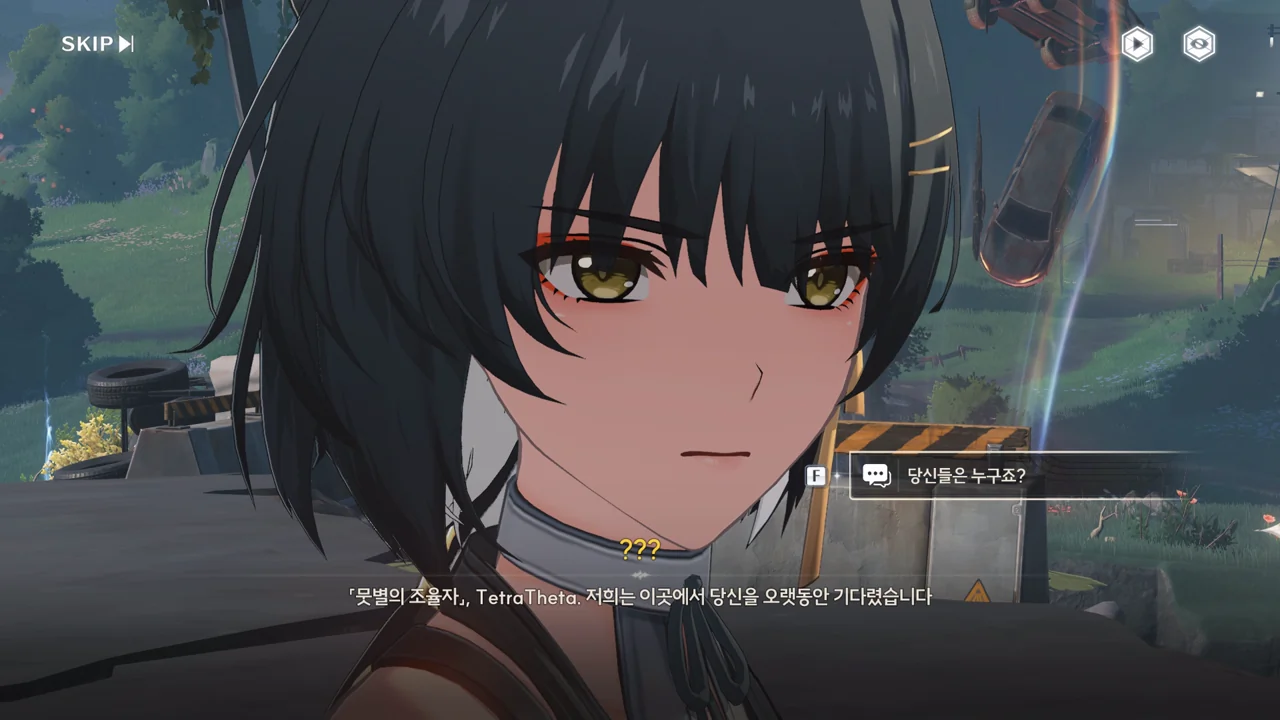 SKIP
F
당신들은 누구죠?
???
「뭇별의 조율자」, TetraTheta. 저희는 이곳에서 당신을 오랫동안 기다렸습니다